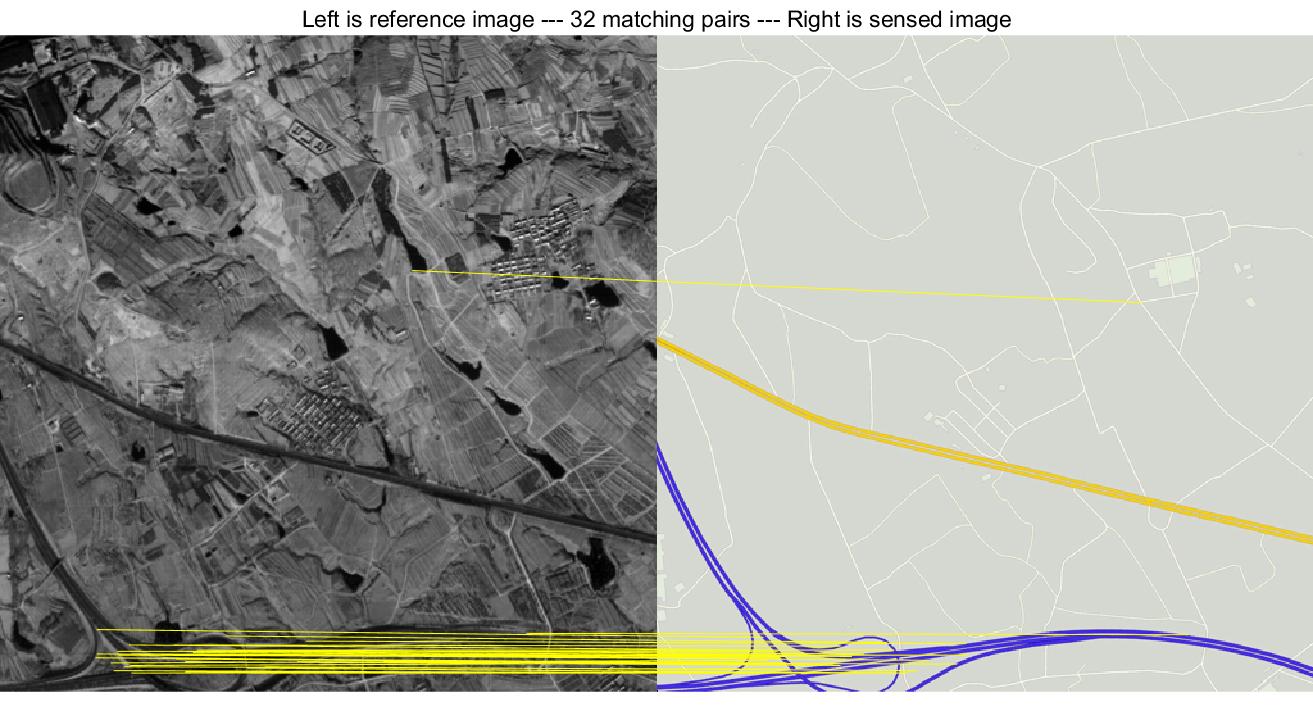 Left is reference image --- 32 matching pairs --- Right is sensed image